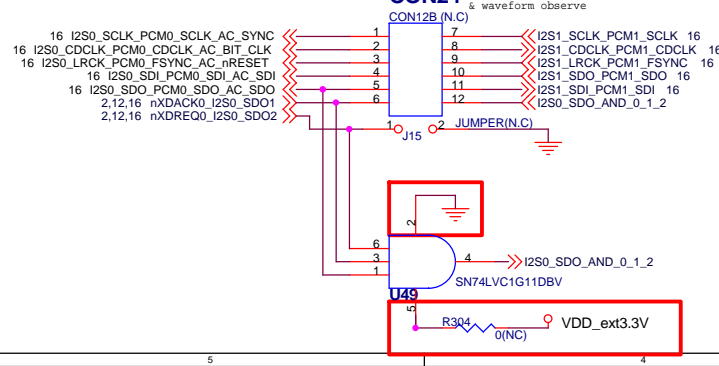 & waveform observe
CON12B (N.C)
16 I2S0_SCLK_PCM0_SCLK_AC_SYNC 1 7 I2S1_SCLK_PCM1_SCLK 16
16 I2S0_CDCLK_PCM0_CDCLK_AC_BIT_CLK 2 8 I2S1_CDCLK_PCM1_CDCLK 16
16 I2S0_LRCK_PCM0_FSYNC_AC_nRESET 3 9 I2S1_LRCK_PCM1_FSYNC 16
16 I2S0_SDI_PCM0_SDI_AC_SDI 4 10 I2S1_SDO_PCM1_SDO 16
16 I2S0_SDO_PCM0_SDO_AC_SDO 5 11 I2S1_SDI_PCM1_SDI 16
2,12,16 nXDACK0_I2S0_SDO1 6 12 I2S0_SDO_AND_0_1_2
2,12,16 nXDREQ0_I2S0_SDO2
1 2 JUMPER(N.C)
J15
2
6
3 4 I2S0_SDO_AND_0_1_2
1
SN74LVC1G11DBV
U49
5
R304 VDD_ext3.3V
0(NC)
5 4